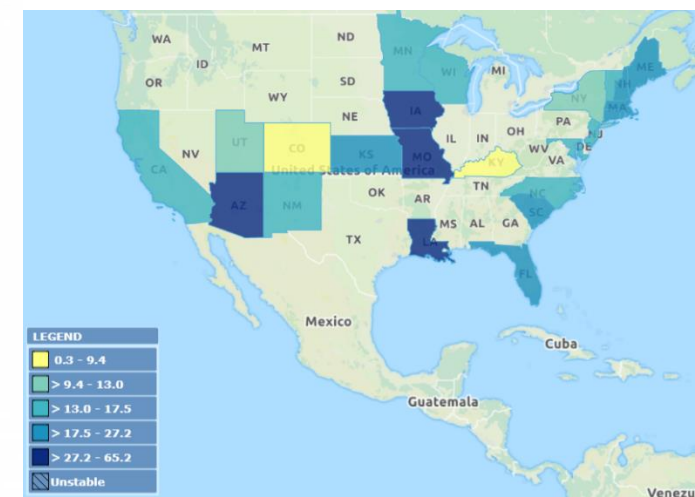 WA
MT
ND
MN
ID
OR
SD
WI
MI
ME
NH
WY
IA
NY
MA
NE
PA
NV
UT
CO
IL
IN
OH
NJ
KS
MO
WV
DE
CA
United States of America
KY
VA
AZ
NM
OK
TN
NC
AR
SC
MS
AL
GA
TX
LA
FL
Mexico
Cuba
Guatemala
Venezu
LEGEND
0.3 - 9.4
> 9.4 - 13.0
> 13.0 - 17.5
> 17.5 - 27.2
> 27.2 - 65.2
Unstable